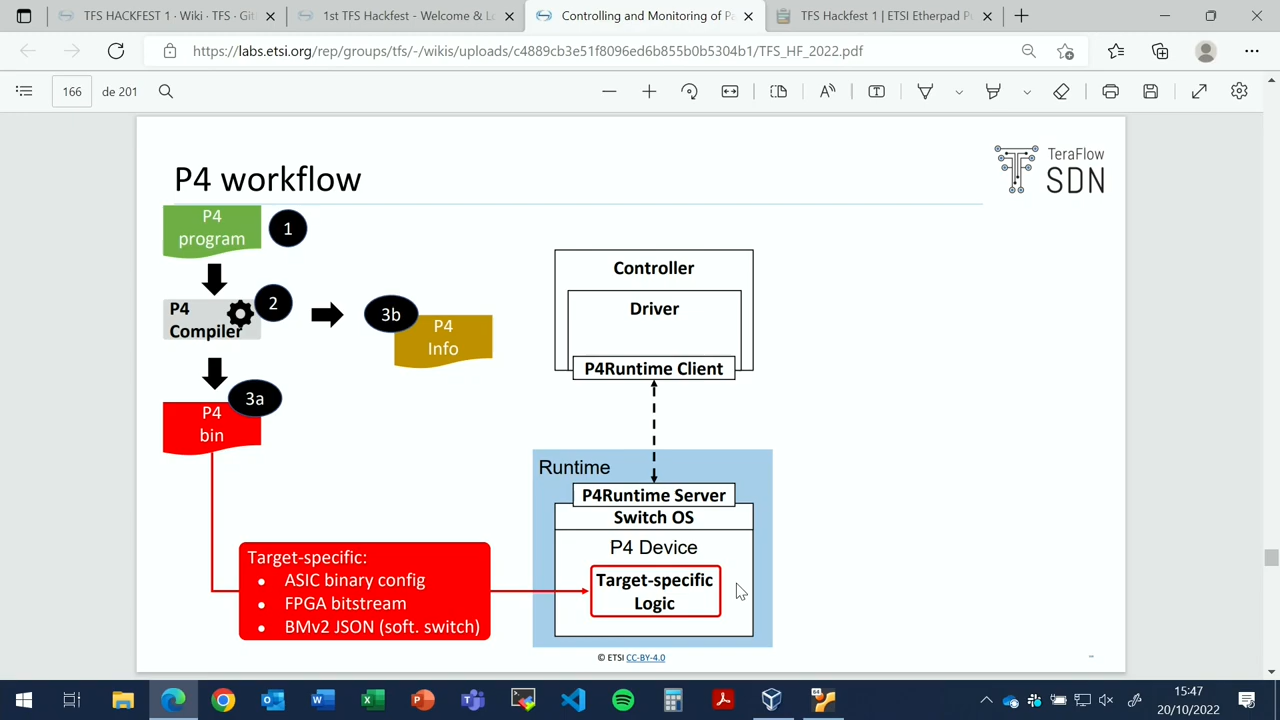 TFS HACKFEST 1 - Wiki - TFS - Git
1st TFS Hackfest - Welcome & Lo
Controlling and Monitoring of Pa
TFS Hackfest 1 | ETSI Etherpad Pu
https://labs.etsi.org/rep/groups/tfs/-/wikis/uploads/c4889cb3e51f8096ed6b855b0b5304b1/TFS_HF_2022.pdf
166 de 201
P4 workflow
TeraFlow
SDN
P4
program
1
P4
Compiler
2
3b
P4
Info
3a
P4
bin
Target-specific:
• ASIC binary config
• FPGA bitstream
• BMv2 JSON (soft. switch)
Controller
Driver
P4Runtime Client
Runtime
P4Runtime Server
Switch OS
P4 Device
Target-specific
Logic
© ETSI CC-BY-4.0
15:47
20/10/2022